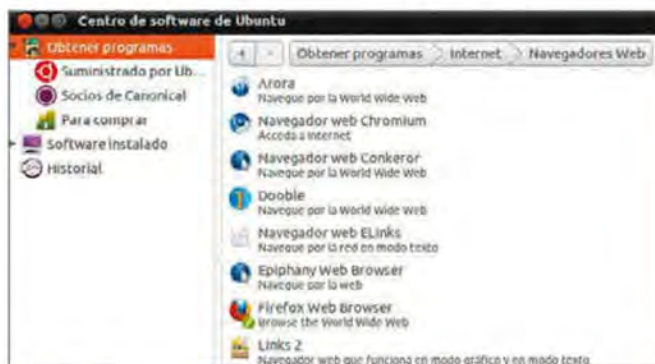 Centro de software de Ubuntu
Obtener programas
Suministrado por Ub...
Socios de Canonical
Para comprar
Software instalado
Historial
Obtener programas
Internet
Navegadores Web
Arora
Navegue por la World Wide Web
Navegador web Chromium
Acceda a Internet
Navegador web Conkeror
Navegue por la World Wide Web
Dooble
Navegue por la World Wide Web
Navegador web ELinks
Navegue por la red en modo texto
Epiphany Web Browser
Navegue por la web
Firefox Web Browser
Browse the World Wide Web
Links 2
Navegador web que funciona en modo gráfico y en modo texto